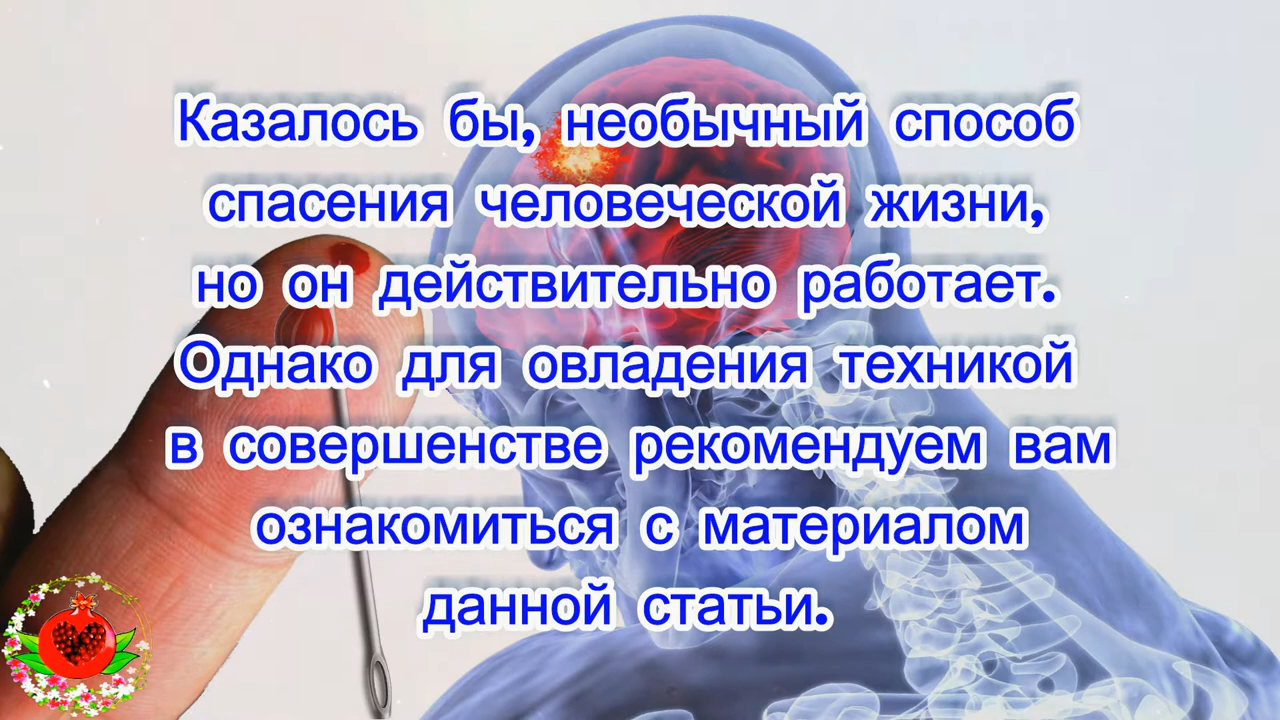 Казалось бы, необычный способ
спасения человеческой жизни,
но он действительно работает.
Однако для овладения техникой
в совершенстве рекомендуем вам
ознакомиться с материалом
данной статьи.